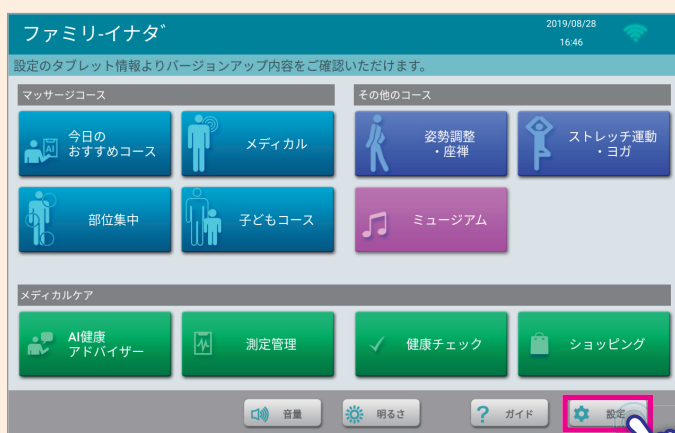 ファミリ-イナダ
2019/08/28
16:46
設定のタブレット情報よりバージョンアップ内容をご確認いただけます。
マッサージコース
その他のコース
今日の
おすすめコース
AI
メディカル
姿勢調整
・座禅
ストレッチ運動
・ヨガ
部位集中
子どもコース
ミュージアム
メディカルケア
AI健康
アドバイザー
測定管理
健康チェック
ショッピング
音量
明るさ
? ガイド
設定